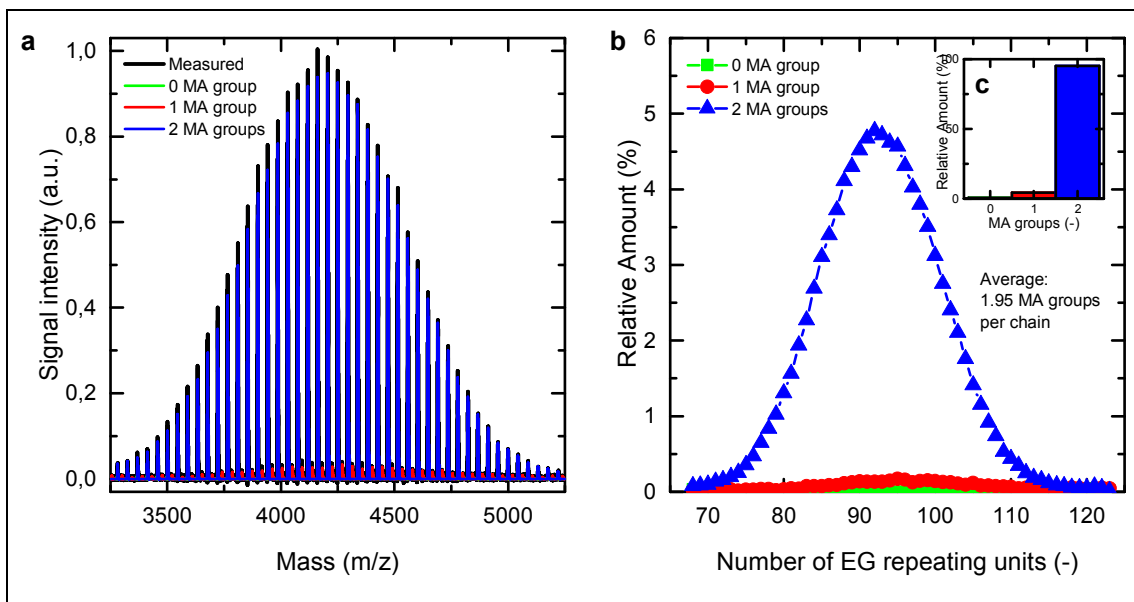 a
Measured
0 MA group
1 MA group
2 MA groups
1,0
0,8
0,6
0,4
0,2
0,0
Signal intensity (a.u.)
3500
4000
4500
5000
Mass (m/z)
b
0 MA group
1 MA group
2 MA groups
6
5
4
3
2
1
0
Relative Amount (%)
70
80
90
100
110
120
Number of EG repeating units (-)
c
100
50
0
Relative Amount (%)
0
1
2
MA groups (-)
Average:
1.95 MA groups
per chain